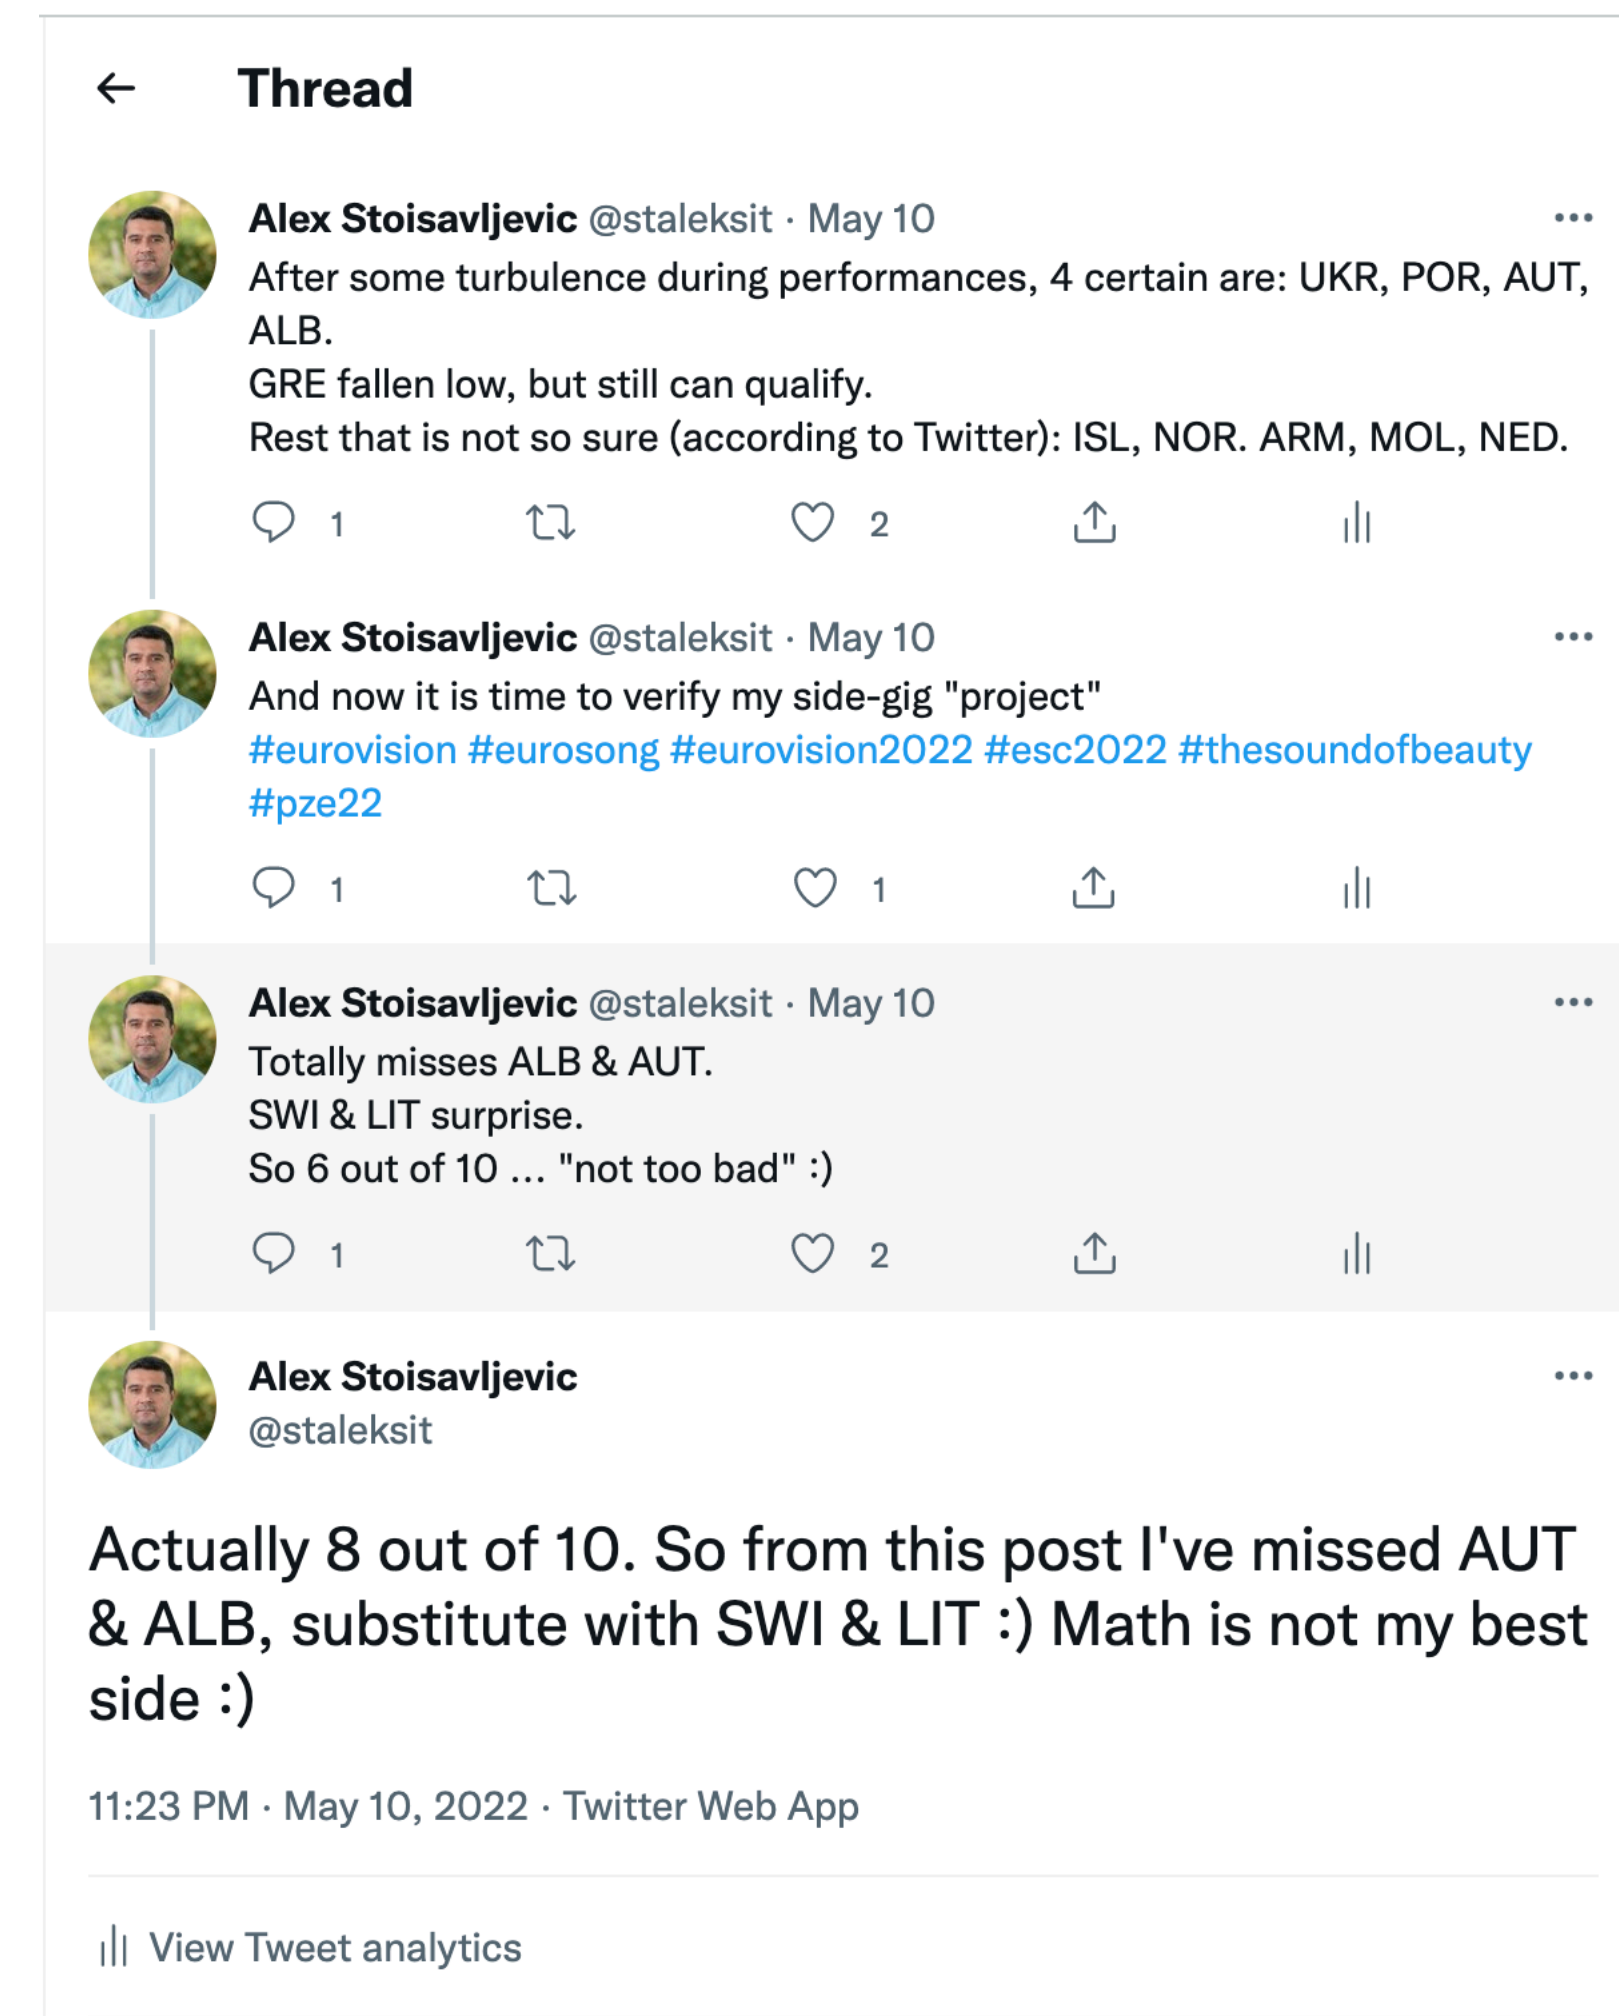 Thread
Alex Stoisavljevic @staleksit · May 10
After some turbulence during performances, 4 certain are: UKR, POR, AUT,
ALB.
GRE fallen low, but still can qualify.
Rest that is not so sure (according to Twitter): ISL, NOR. ARM, MOL, NED.
1 2
Alex Stoisavljevic @staleksit · May 10
And now it is time to verify my side-gig "project"
#eurovision #eurosong #eurovision2022 #esc2022 #thesoundofbeauty
#pze22
1 1
Alex Stoisavljevic @staleksit · May 10
Totally misses ALB & AUT.
SWI & LIT surprise.
So 6 out of 10 ... "not too bad" :)
1 2
Alex Stoisavljevic
@staleksit
Actually 8 out of 10. So from this post I've missed AUT
& ALB, substitute with SWI & LIT :) Math is not my best
side :)
11:23 PM · May 10, 2022 · Twitter Web App
View Tweet analytics